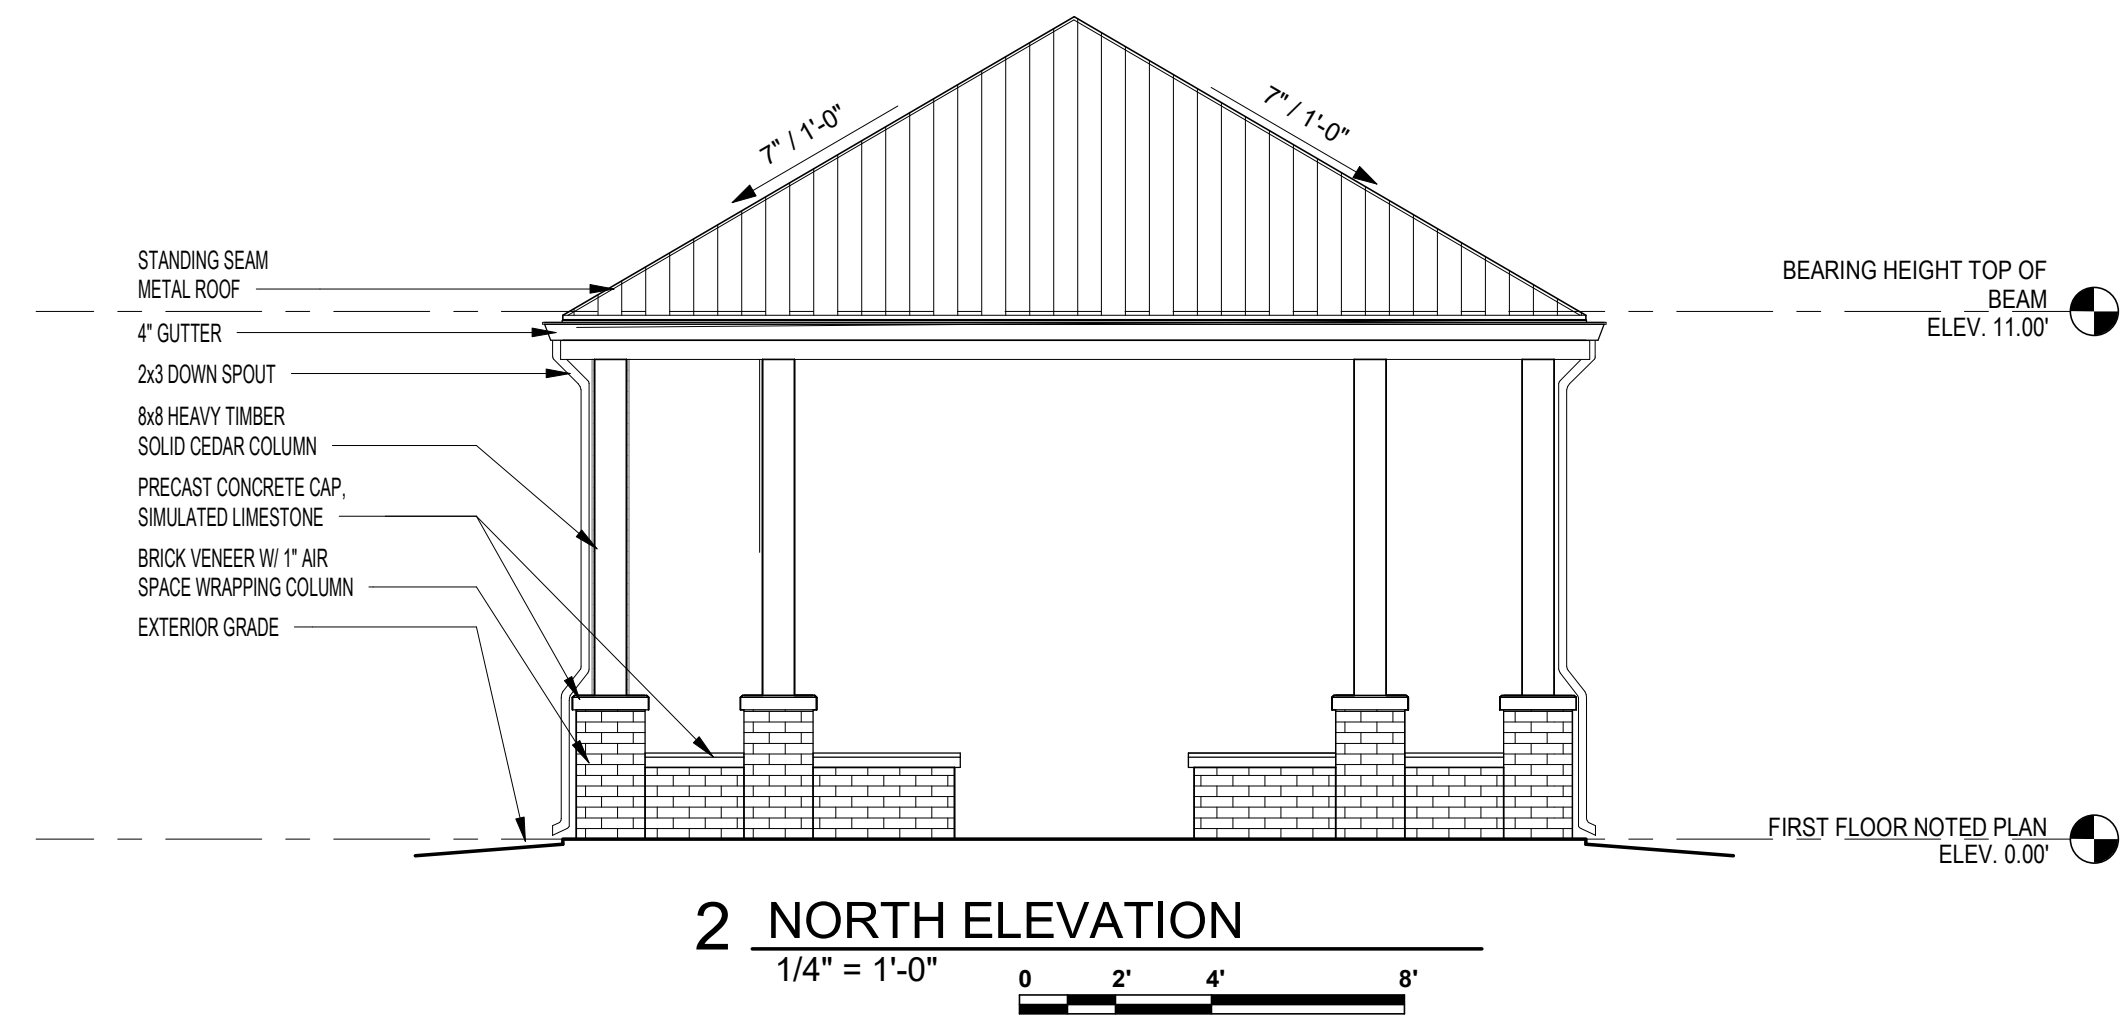 7" / 1'-0"
7" / 1'-0"
STANDING SEAM
METAL ROOF
4" GUTTER
2x3 DOWN SPOUT
8x8 HEAVY TIMBER
SOLID CEDAR COLUMN
PRECAST CONCRETE CAP,
SIMULATED LIMESTONE
BRICK VENEER W/ 1" AIR
SPACE WRAPPING COLUMN
EXTERIOR GRADE
BEARING HEIGHT TOP OF
BEAM
ELEV. 11.00'
FIRST FLOOR NOTED PLAN
ELEV. 0.00'
2 NORTH ELEVATION
1/4" = 1'-0"
0 2' 4' 8'